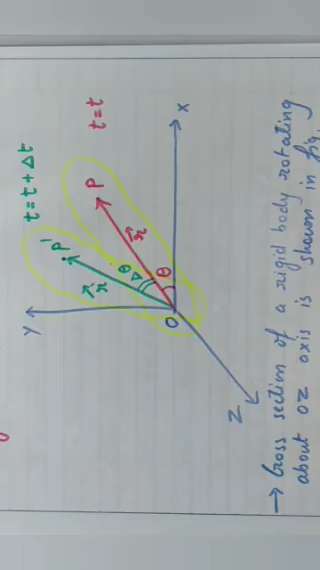 t = t + Δt
Y
P'
P
t = t
r⃗
Δθ
r⃗
θ
O
X
Z
→ Cross section of a rigid body rotating
about OZ axis is shown in fig.